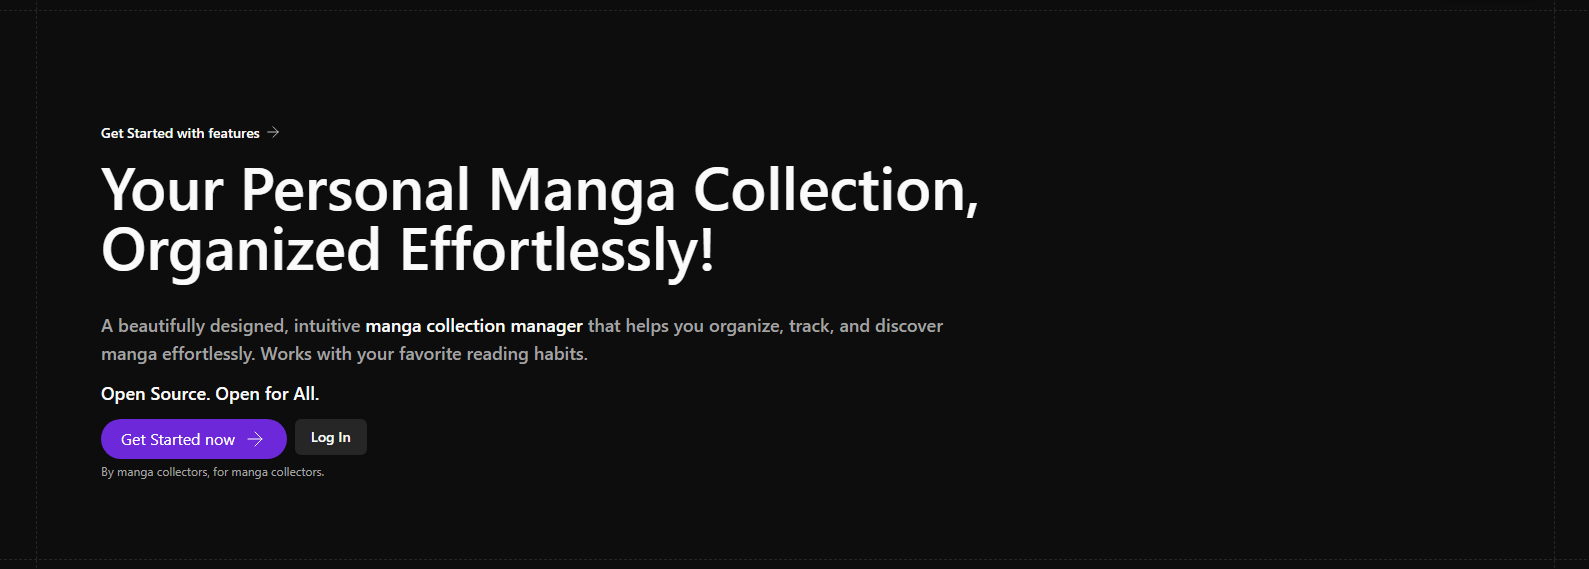 Get Started with features
Your Personal Manga Collection,
Organized Effortlessly!
A beautifully designed, intuitive manga collection manager that helps you organize, track, and discover
manga effortlessly. Works with your favorite reading habits.
Open Source. Open for All.
Get Started now
Log In
By manga collectors, for manga collectors.